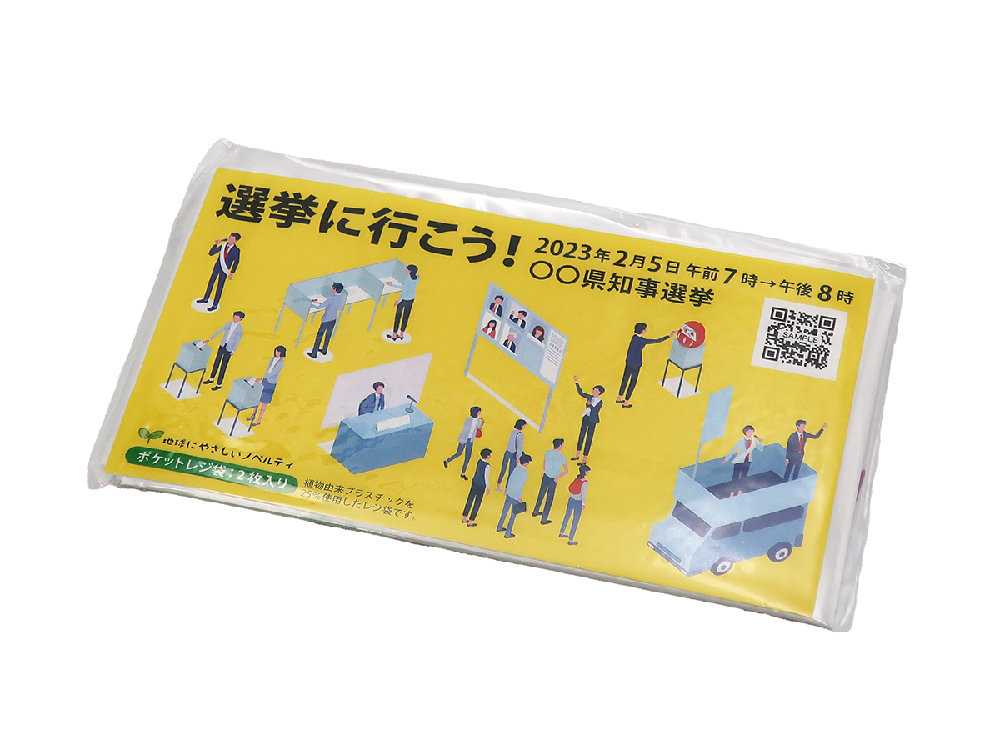 選挙に行こう!
2023年2月5日 午前7時→午後8時
〇〇県知事選挙
SAMPLE
地球にやさしいノベルティ
ポケットレジ袋:2枚入り
植物由来プラスチックを
25%使用したレジ袋です。